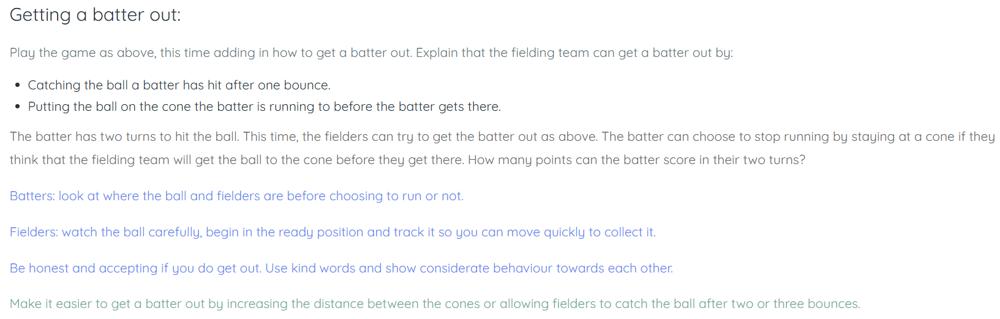 Getting a batter out:
Play the game as above, this time adding in how to get a batter out. Explain that the fielding team can get a batter out by:
• Catching the ball a batter has hit after one bounce.
• Putting the ball on the cone the batter is running to before the batter gets there.
The batter has two turns to hit the ball. This time, the fielders can try to get the batter out as above. The batter can choose to stop running by staying at a cone if they
think that the fielding team will get the ball to the cone before they get there. How many points can the batter score in their two turns?
Batters: look at where the ball and fielders are before choosing to run or not.
Fielders: watch the ball carefully, begin in the ready position and track it so you can move quickly to collect it.
Be honest and accepting if you do get out. Use kind words and show considerate behaviour towards each other.
Make it easier to get a batter out by increasing the distance between the cones or allowing fielders to catch the ball after two or three bounces.